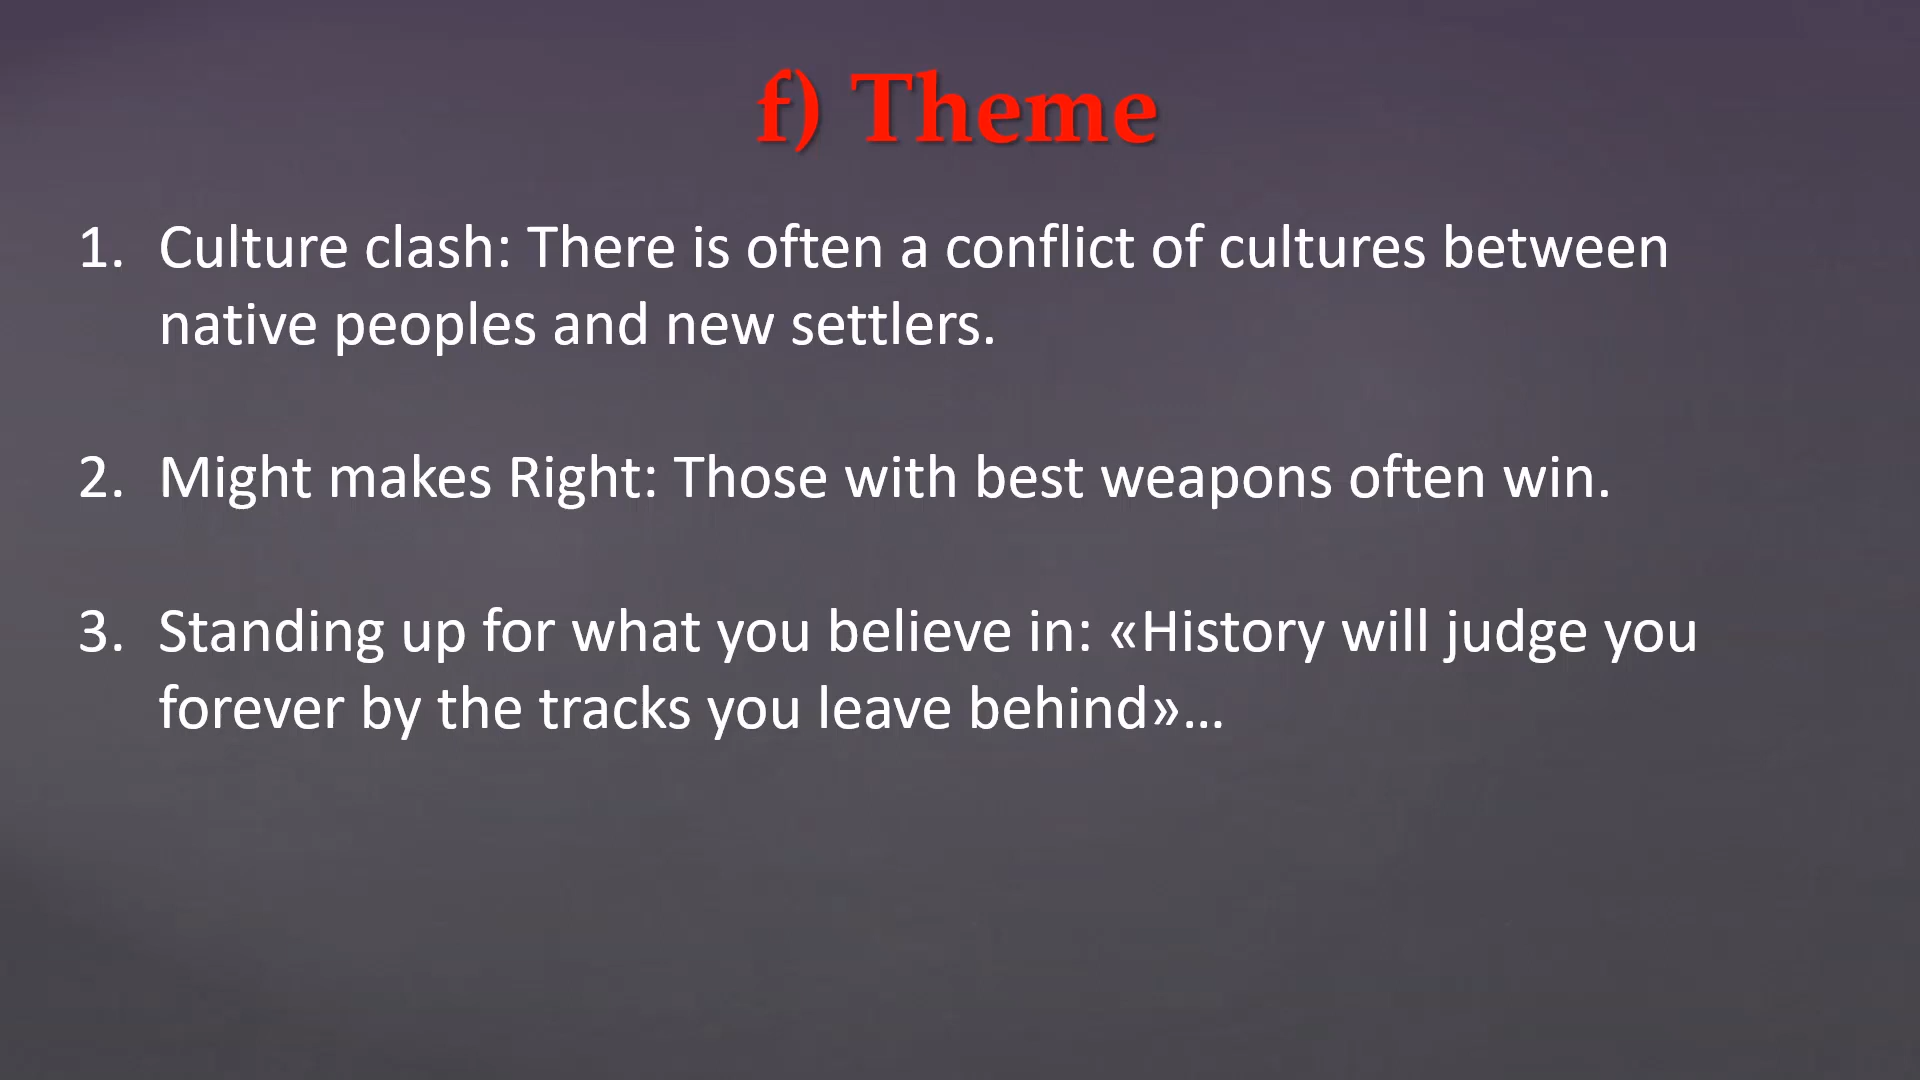 f) Theme
1. Culture clash: There is often a conflict of cultures between
native peoples and new settlers.
2. Might makes Right: Those with best weapons often win.
3. Standing up for what you believe in: «History will judge you
forever by the tracks you leave behind»…